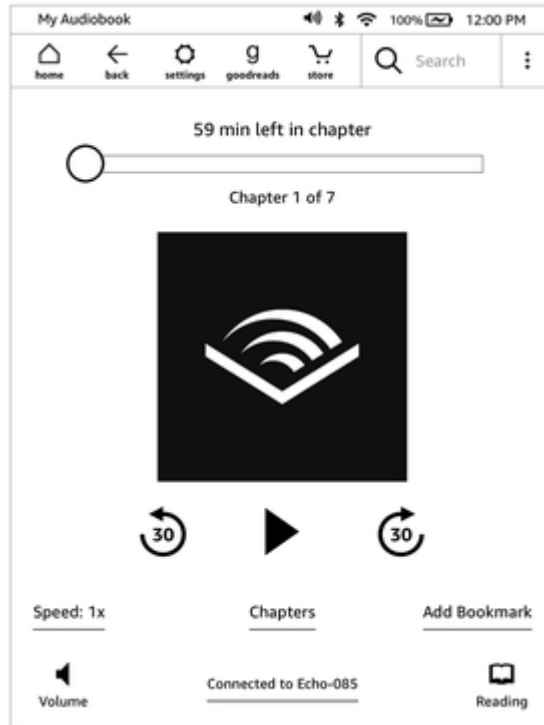 My Audiobook 100% 12:00 PM
home back settings goodreads store Search
59 min left in chapter
Chapter 1 of 7
30 30
Speed: 1x Chapters Add Bookmark
Volume Connected to Echo-085 Reading